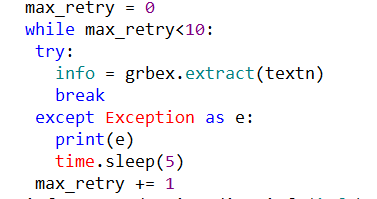 max_retry = 0
while max_retry<10:
try:
info = grbex.extract(textn)
break
except Exception as e:
print(e)
time.sleep(5)
max_retry += 1